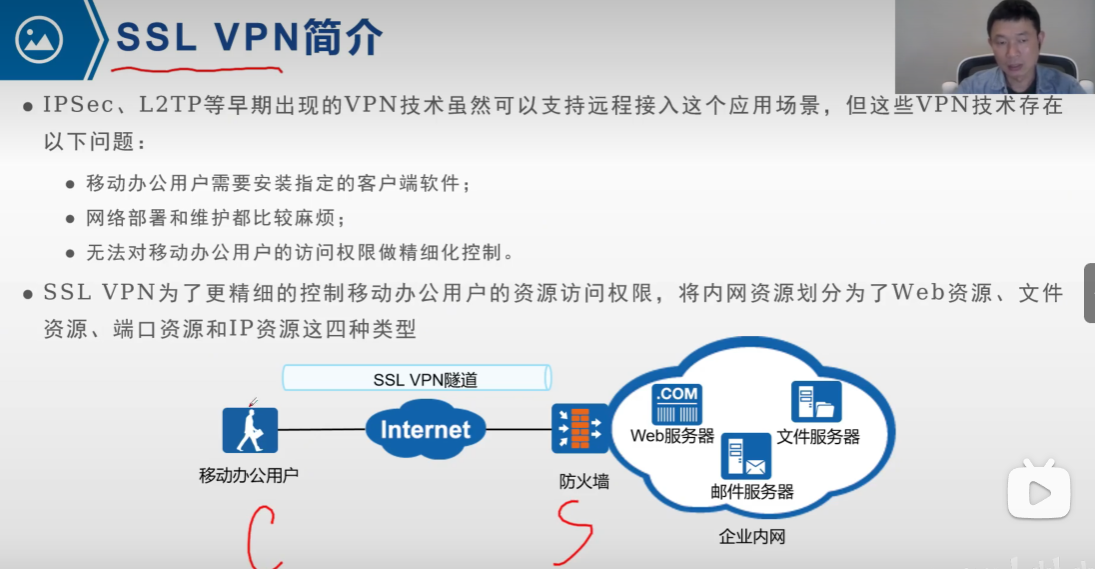 SSL VPN简介
IPSec、L2TP等早期出现的VPN技术虽然可以支持远程接入这个应用场景，但这些VPN技术存在
以下问题：
移动办公用户需要安装指定的客户端软件；
网络部署和维护都比较麻烦；
无法对移动办公用户的访问权限做精细化控制。
SSL VPN为了更精细的控制移动办公用户的资源访问权限，将内网资源划分为了Web资源、文件
资源、端口资源和IP资源这四种类型
SSL VPN隧道
.COM
Internet
Web服务器
文件服务器
移动办公用户
防火墙
邮件服务器
企业内网
C
S